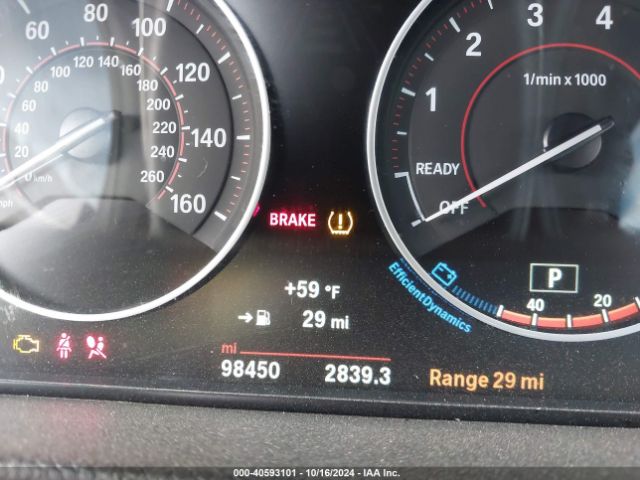 60 80 100 120 140 160
20 40 60 80 100 120 140 160 180 200 220 240 260
0 km/h
mph
1 2 3 4
1/min x 1000
READY
OFF
BRAKE
(!)
+59 °F
29 mi
mi
98450 2839.3
EfficientDynamics
P
40 20
Range 29 mi
000-40593101 - 10/16/2024 - IAA Inc.